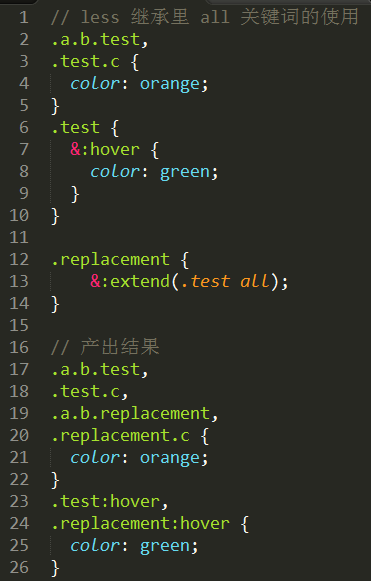 1 // less 继承里 all 关键词的使用
2 .a.b.test,
3 .test.c {
4   color: orange;
5 }
6 .test {
7   &:hover {
8     color: green;
9   }
10 }
11
12 .replacement {
13     &:extend(.test all);
14 }
15
16 // 产出结果
17 .a.b.test,
18 .test.c,
19 .a.b.replacement,
20 .replacement.c {
21   color: orange;
22 }
23 .test:hover,
24 .replacement:hover {
25   color: green;
26 }